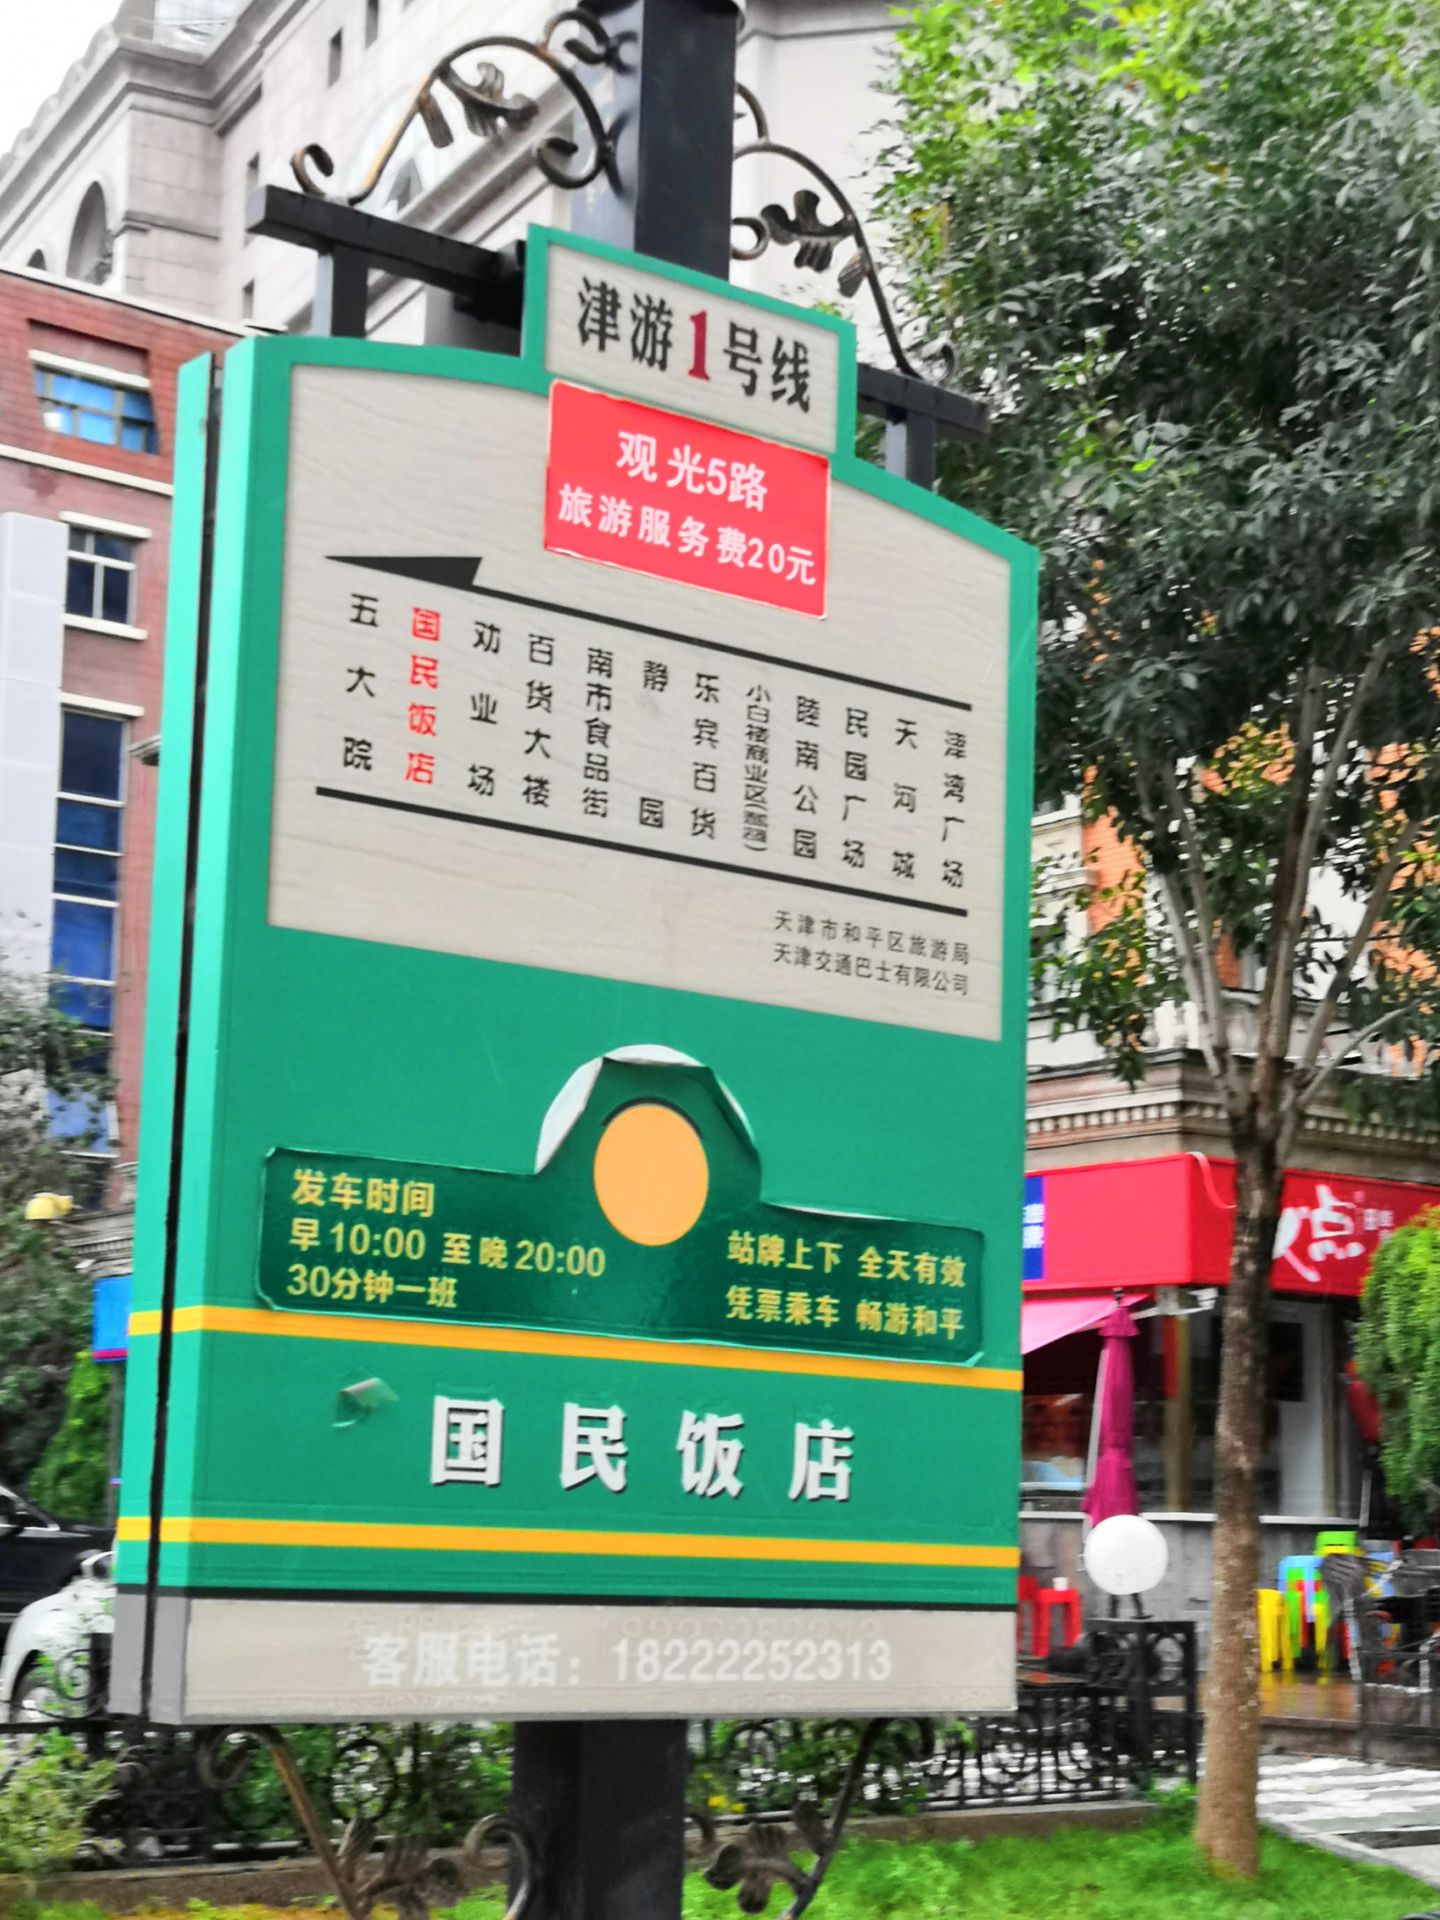 津游1号线
观光5路
旅游服务费20元
五大院
国民饭店
劝业场
百货大楼
南市食品街
静园
乐宾百货
小白楼商业区
睦南公园
民园广场
天河城
津湾广场
天津市和平区旅游局
天津交通巴士有限公司
发车时间
早10:00 至晚20:00
30分钟一班
站牌上下 全天有效
凭票乘车 畅游和平
国民饭店
客服电话：18222252313
点